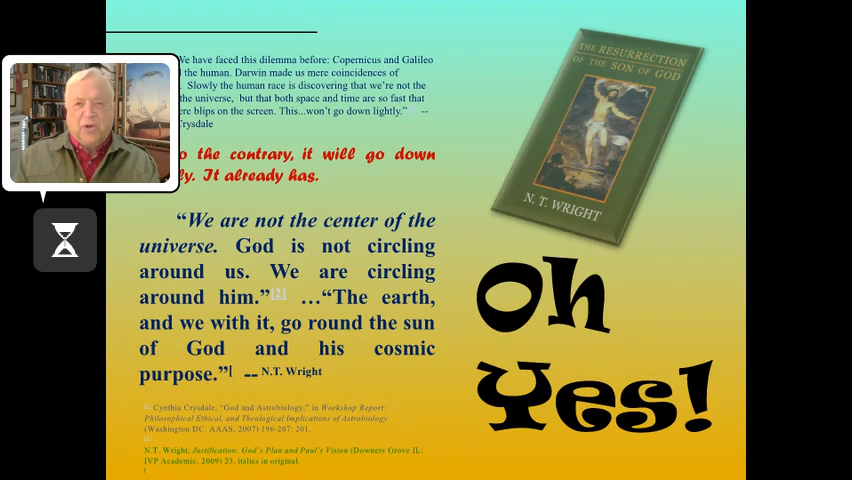 We have faced this dilemma before: Copernicus and Galileo
the human. Darwin made us mere coincidences of
Slowly the human race is discovering that we're not the
the universe, but that both space and time are so fast that
blips on the screen. This...won't go down lightly." --
Crysdale
the contrary, it will go down
It already has.
“We are not the center of the
universe. God is not circling
around us. We are circling
around him.”[2] …“The earth,
and we with it, go round the sun
of God and his cosmic
purpose.”[ -- N.T. Wright
Cynthia Crysdale, "God and Astrobiology," in Workshop Report:
Philosophical Ethical, and Theological Implications of Astrobiology
(Washington DC: AAAS, 2007) 196-207: 201.
N.T. Wright, Justification: God's Plan and Paul's Vision (Downers Grove IL:
IVP Academic, 2009) 23, italics in original.
THE RESURRECTION
OF THE SON OF GOD
N. T. WRIGHT
Oh
Yes!